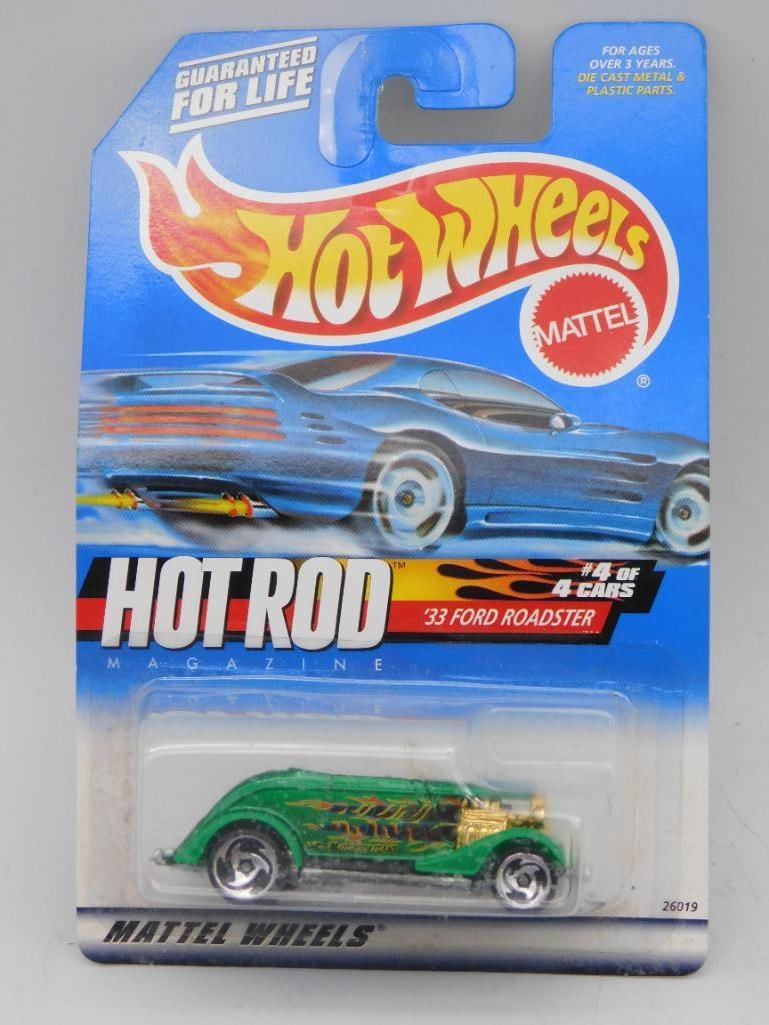 GUARANTEED
FOR LIFE
FOR AGES
OVER 3 YEARS.
DIE CAST METAL &
PLASTIC PARTS.
HOT WHEELS
MATTEL
®
HOT ROD™
MAGAZINE
#4 OF
4 CARS
'33 FORD ROADSTER
26019
MATTEL WHEELS®